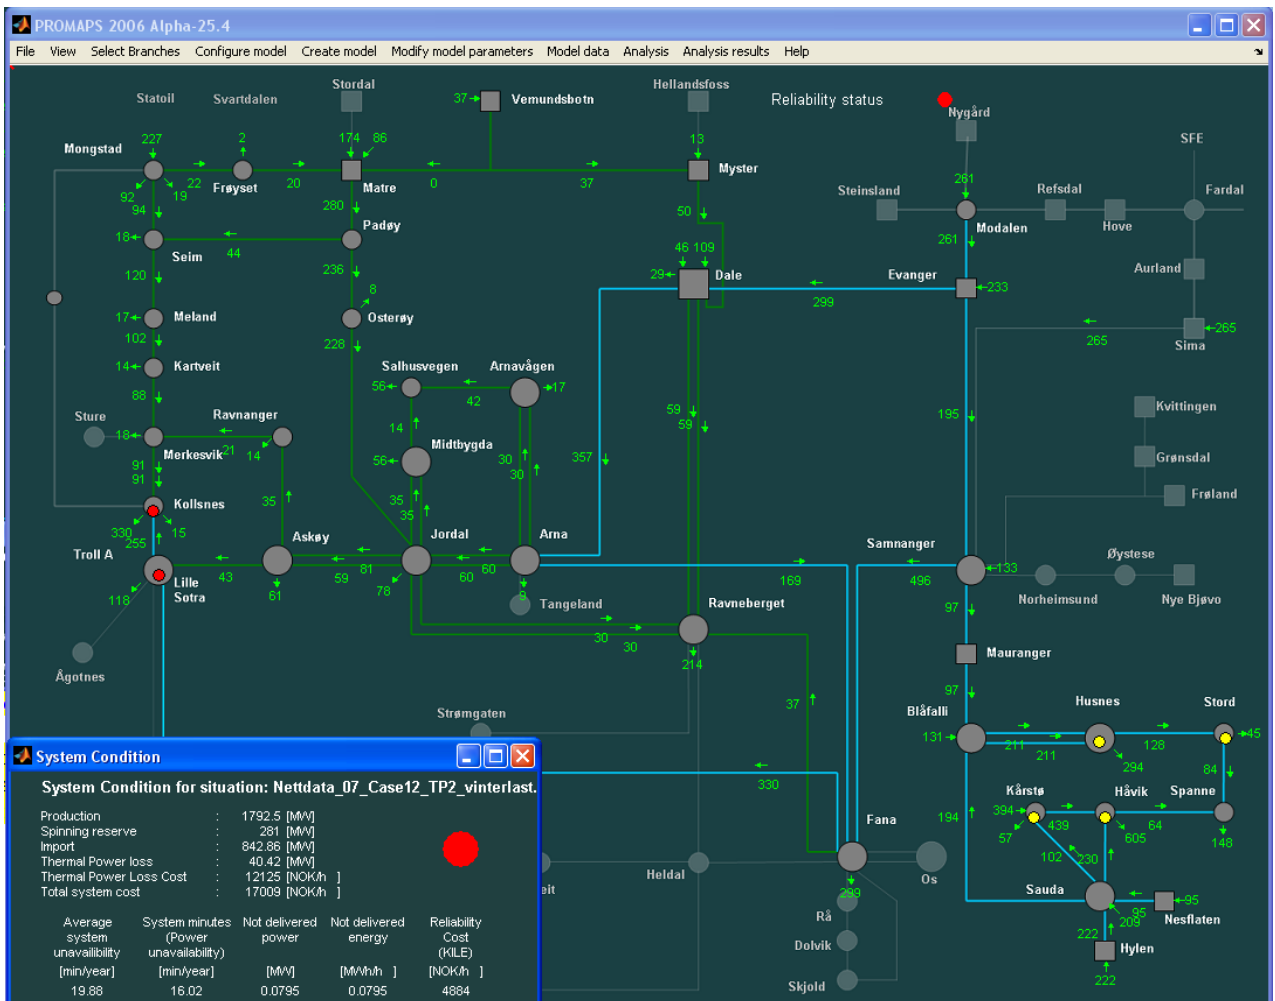 PROMAPS 2006 Alpha-25.4
File View Select Branches Configure model Create model Modify model parameters Model data Analysis Analysis results Help
Stordal
Hellandsfoss
Statoil Svartdalen
37 Vemundsbotn
Reliability status
Nygård
SFE
227 2 174 86 13
Mongstad
Myster
92 19 22 Frøyset 20 Matre 0 37
261
Steinsland Refsdal Fardal
94 280 50
Modalen Hove
Padøy
18 Seim 44
261
46 109
236 8
29 Dale Evanger 233
Aurland
120
299
17 Meland Osterøy
102 228
265 265
Sima
14 Kartveit
Salhusvegen Arnavågen
56 42 17
88
Kvittingen
Sture Ravnanger
14 59 59 195
18 Merkesvik 21 14
Midtbygda
56 30 30 357
Grønsdal
91
91
Frøland
Kollsnes
35 35 35
330 15
255
Troll A Askøy Jordal Arna
Samnanger Øystese
Lille Sotra
43 59 81 60 60 169 496 133
118 61 78 9
Tangeland
Norheimsund Nye Bjøvo
97
Ravneberget
30 30
214
Mauranger
Ågotnes
97
37
Strømgaten
Blåfalli Husnes Stord
131 211 211 128 45
294
84
330
Kårstø Håvik Spanne
394 439 64
57 605
148
194
Fana
102 230
Heldal
Os
eit
299
Sauda
95 95
209
Nesflaten
Rå
222
Dolvik
Hylen
Skjold
222
System Condition
System Condition for situation: Nettdata_07_Case12_TP2_vinterlast.
Production : 1792.5 [MW]
Spinning reserve : 281 [MW]
Import : 842.86 [MW]
Thermal Power loss : 40.42 [MW]
Thermal Power Loss Cost : 12125 [NOK/h ]
Total system cost : 17009 [NOK/h ]
Average System minutes Not delivered Not delivered Reliability
system (Power power energy Cost
unavailibility unavailability) (KILE)
[min/year] [min/year] [MW] [MWh/h ] [NOK/h ]
19.88 16.02 0.0795 0.0795 4884